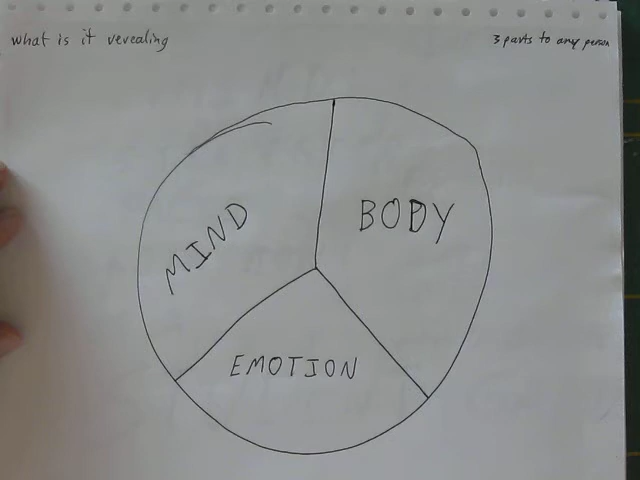 what is it revealing
3 parts to any person
MIND
BODY
EMOTION